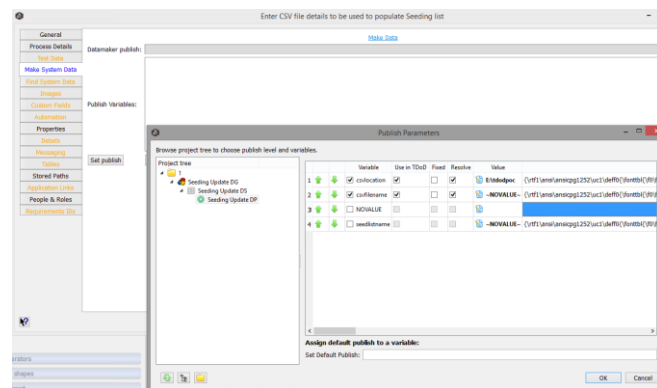 Enter CSV file details to be used to populate Seeding list
General
Process Details
Test Data
Make System Data
Find System Data
Images
Custom Fields
Automation
Properties
Details
Messaging
Tables
Stored Paths
Application Links
People & Roles
Requirements IDs
Make Data
Datamaker publish:
Publish Variables:
Set publish
Publish Parameters
Browse project tree to choose publish level and variables.
Project tree
Seeding Update DG
Seeding Update DS
Seeding Update DP
Variable Use in TDoD Fixed Resolve Value
1 csvlocation E:\tdodpoc {\rtf1\ansi\ansicpg1252\uc1\deff0{\fonttbl{\f0\
2 csvfilename ~NOVALUE~ {\rtf1\ansi\ansicpg1252\uc1\deff0{\fonttbl{\f0\
3 NOVALUE
4 seedlistname ~NOVALUE~ {\rtf1\ansi\ansicpg1252\uc1\deff0{\fonttbl{\f0\
Assign default publish to a variable:
Set Default Publish:
OK Cancel
shapes